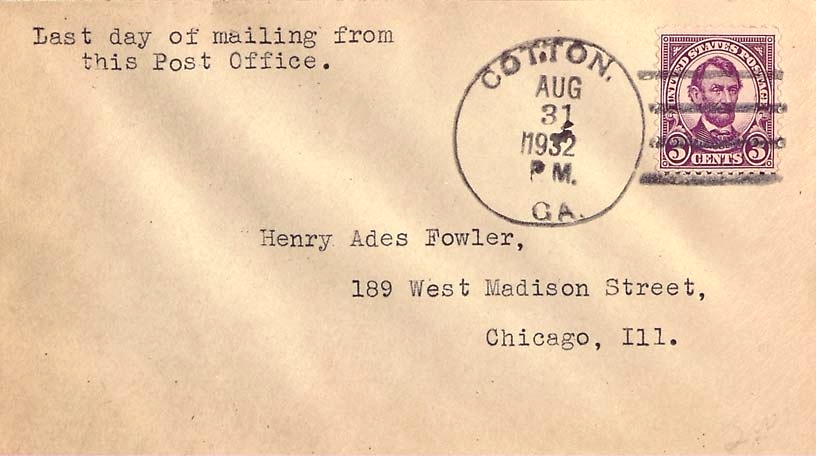 Last day of mailing from
this Post Office.
COTTON.
AUG
31
1932
P M.
GA.
UNITED STATES POSTAGE
3 CENTS 3
Henry Ades Fowler,
189 West Madison Street,
Chicago, Ill.